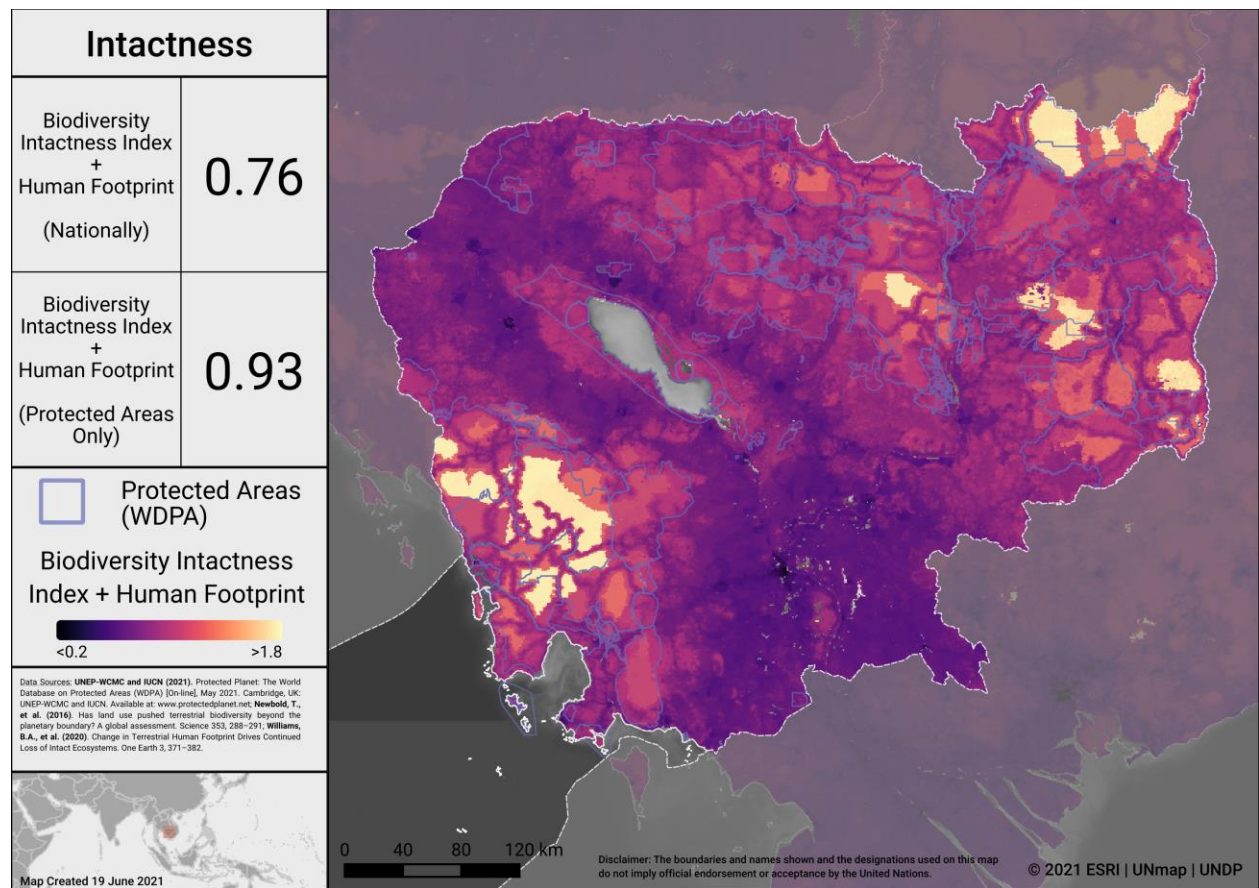 Intactness
Biodiversity
Intactness Index
+
Human Footprint
(Nationally)
0.76
Biodiversity
Intactness Index
+
Human Footprint
(Protected Areas
Only)
0.93
Protected Areas
(WDPA)
Biodiversity Intactness
Index + Human Footprint
<0.2 >1.8
Data Sources: UNEP-WCMC and IUCN (2021). Protected Planet: The World
Database on Protected Areas (WDPA) [On-line], May 2021. Cambridge, UK:
UNEP-WCMC and IUCN. Available at: www.protectedplanet.net; Newbold, T.,
et al. (2016). Has land use pushed terrestrial biodiversity beyond the
planetary boundary? A global assessment. Science 353, 288–291; Williams,
B.A., et al. (2020). Change in Terrestrial Human Footprint Drives Continued
Loss of Intact Ecosystems. One Earth 3, 371–382.
Map Created 19 June 2021
0 40 80 120 km
Disclaimer: The boundaries and names shown and the designations used on this map
do not imply official endorsement or acceptance by the United Nations.
© 2021 ESRI | UNmap | UNDP